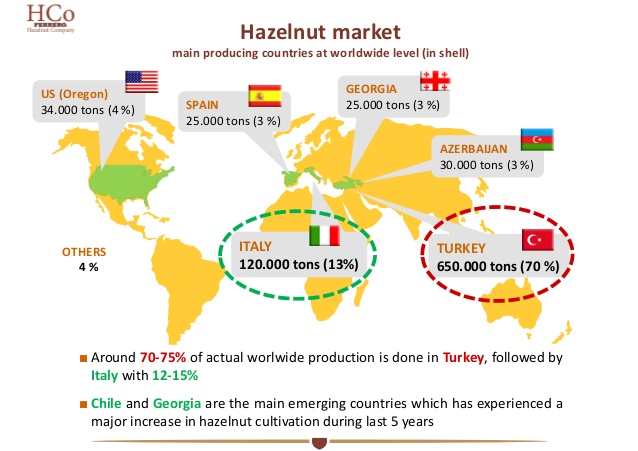 HCo
FERRERO
Hazelnut Company
Hazelnut market
main producing countries at worldwide level (in shell)
US (Oregon)
34.000 tons (4 %)
SPAIN
25.000 tons (3 %)
GEORGIA
25.000 tons (3 %)
AZERBAIJAN
30.000 tons (3 %)
OTHERS
4 %
ITALY
120.000 tons (13%)
TURKEY
650.000 tons (70 %)
Around 70-75% of actual worlwide production is done in Turkey, followed by
Italy with 12-15%
Chile and Georgia are the main emerging countries which has experienced a
major increase in hazelnut cultivation during last 5 years